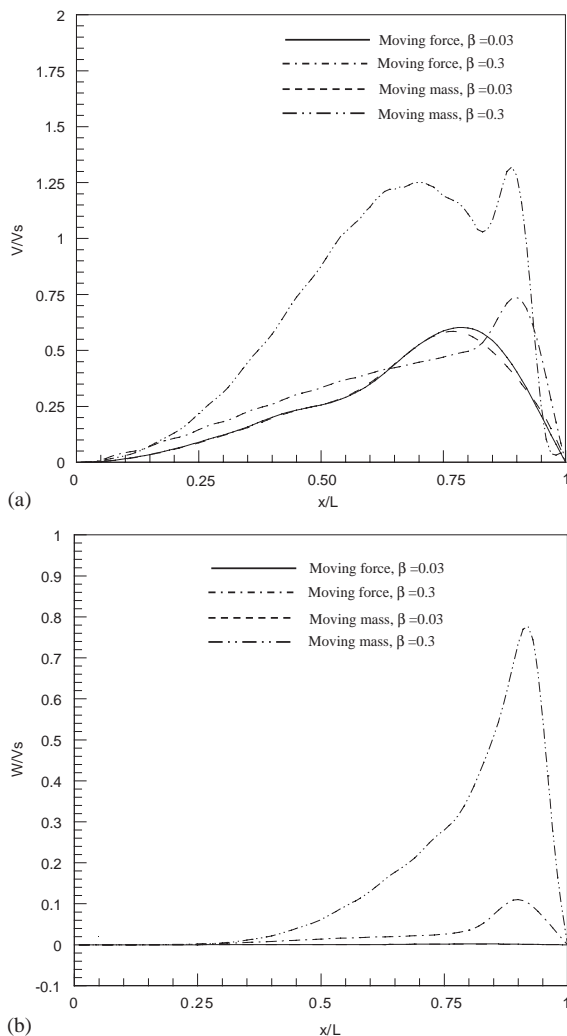 2
1.75
1.5
1.25
1
0.75
0.5
0.25
0
V/Vs
Moving force, β =0.03
Moving force, β =0.3
Moving mass, β =0.03
Moving mass, β =0.3
0 0.25 0.50 0.75 1
x/L
(a)
1
0.9
0.8
0.7
0.6
0.5
0.4
0.3
0.2
0.1
0
-0.1
W/Vs
Moving force, β =0.03
Moving force, β =0.3
Moving mass, β =0.03
Moving mass, β =0.3
0 0.25 0.50 0.75 1
x/L
(b)